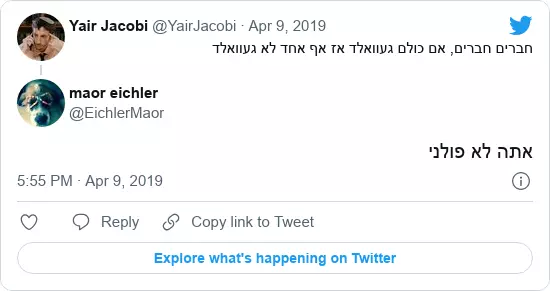 Yair Jacobi @YairJacobi · Apr 9, 2019
חברים חברים, אם כולם געוואלד אז אף אחד לא געוואלד
maor eichler
@EichlerMaor
אתה לא פולני
5:55 PM · Apr 9, 2019
Reply Copy link to Tweet
Explore what's happening on Twitter